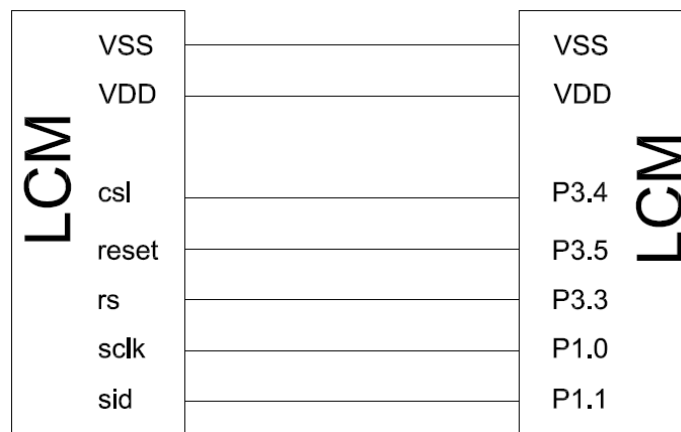 LCM
VSS VSS
VDD VDD
csl P3.4
reset P3.5
rs P3.3
sclk P1.0
sid P1.1
LCM